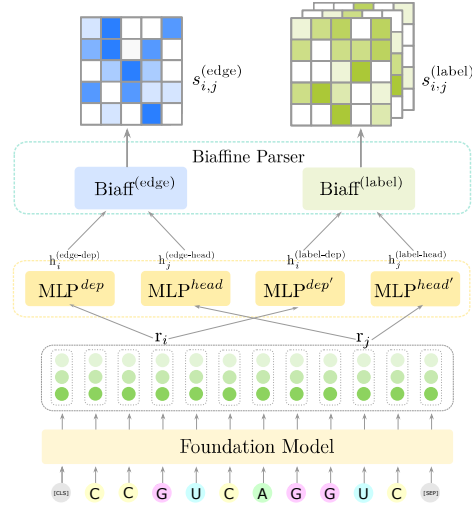 s_{i,j}^{(edge)} s_{i,j}^{(label)}
Biaffine Parser
Biaff^{(edge)} Biaff^{(label)}
h_i^{(edge-dep)} h_j^{(edge-head)} h_i^{(label-dep)} h_j^{(label-head)}
MLP^{dep} MLP^{head} MLP^{dep'} MLP^{head'}
r_i r_j
Foundation Model
[CLS] C C G U C A G G U C [SEP]